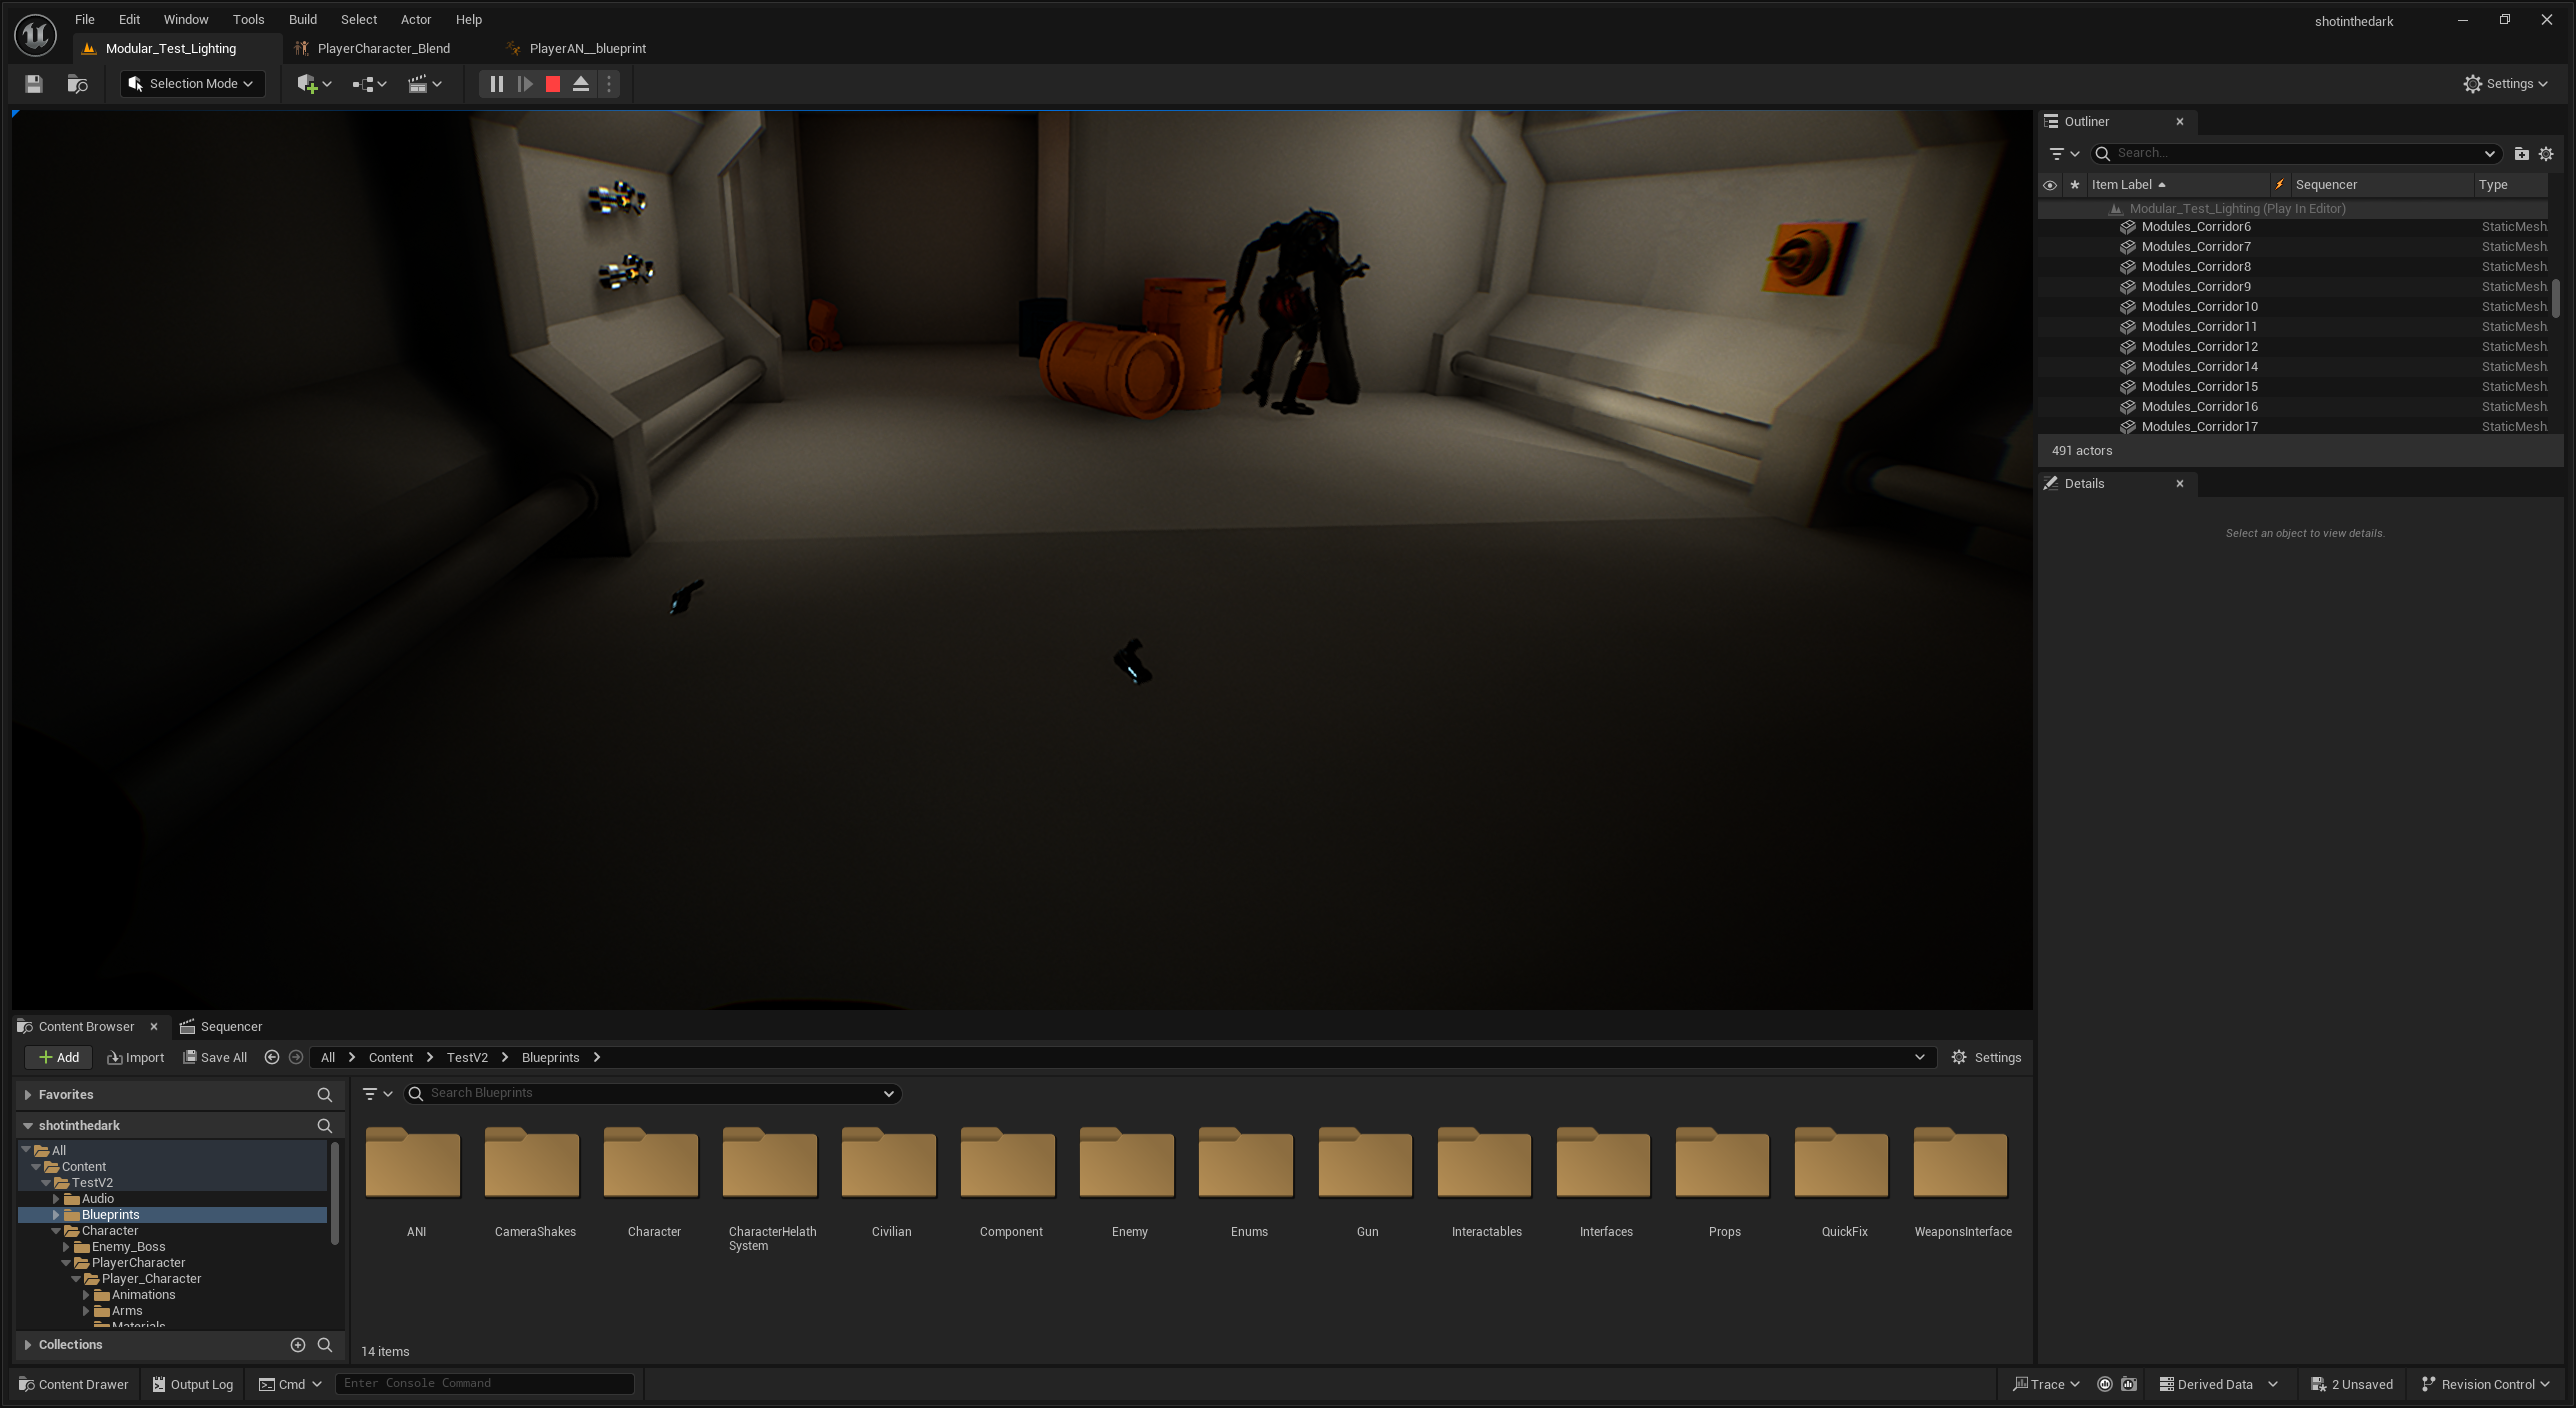 File Edit Window Tools Build Select Actor Help
shotinthedark
Modular_Test_Lighting
PlayerCharacter_Blend
PlayerAN__blueprint
Selection Mode
Settings
Outliner
Search...
Item Label Sequencer Type
Modular_Test_Lighting (Play In Editor)
Modules_Corridor6 StaticMesh
Modules_Corridor7 StaticMesh
Modules_Corridor8 StaticMesh
Modules_Corridor9 StaticMesh
Modules_Corridor10 StaticMesh
Modules_Corridor11 StaticMesh
Modules_Corridor12 StaticMesh
Modules_Corridor14 StaticMesh
Modules_Corridor15 StaticMesh
Modules_Corridor16 StaticMesh
Modules_Corridor17 StaticMesh
491 actors
Details
Select an object to view details.
Content Browser
Sequencer
Add Import Save All All Content TestV2 Blueprints Settings
Favorites
shotinthedark
All
Content
TestV2
Audio
Blueprints
Character
Enemy_Boss
PlayerCharacter
Player_Character
Animations
Arms
Materials
Collections
Search Blueprints
ANI
CameraShakes
Character
CharacterHelath
System
Civilian
Component
Enemy
Enums
Gun
Interactables
Interfaces
Props
QuickFix
WeaponsInterface
14 items
Content Drawer Output Log Cmd Enter Console Command Trace Derived Data 2 Unsaved Revision Control